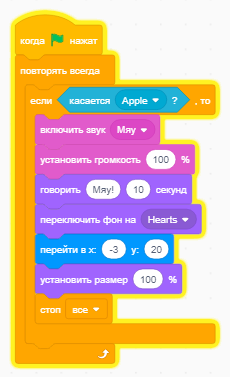 когда нажат
повторять всегда
если касается Apple ? , то
включить звук Мяу
установить громкость 100 %
говорить Мяу! 10 секунд
переключить фон на Hearts
перейти в x: -3 y: 20
установить размер 100 %
стоп все